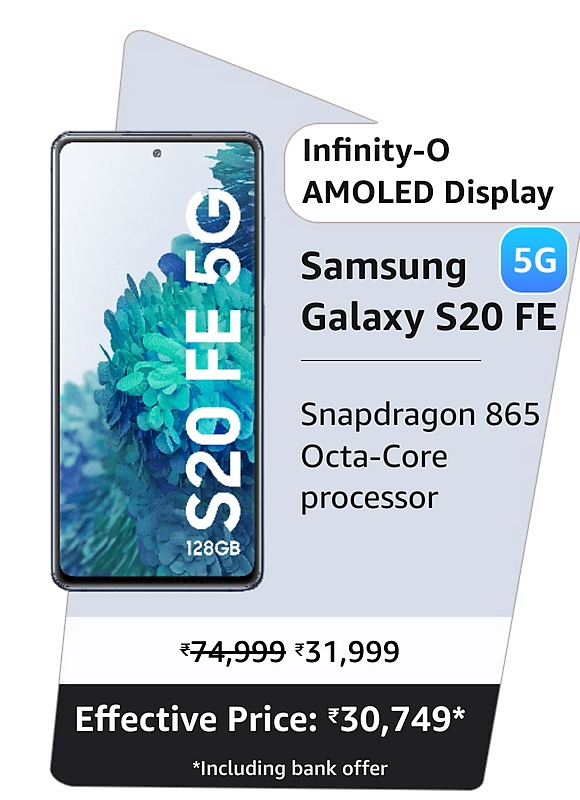 Infinity-O
AMOLED Display
Samsung 5G
Galaxy S20 FE
Snapdragon 865
Octa-Core
processor
S20 FE 5G
128GB
₹74,999 ₹31,999
Effective Price: ₹30,749*
*Including bank offer